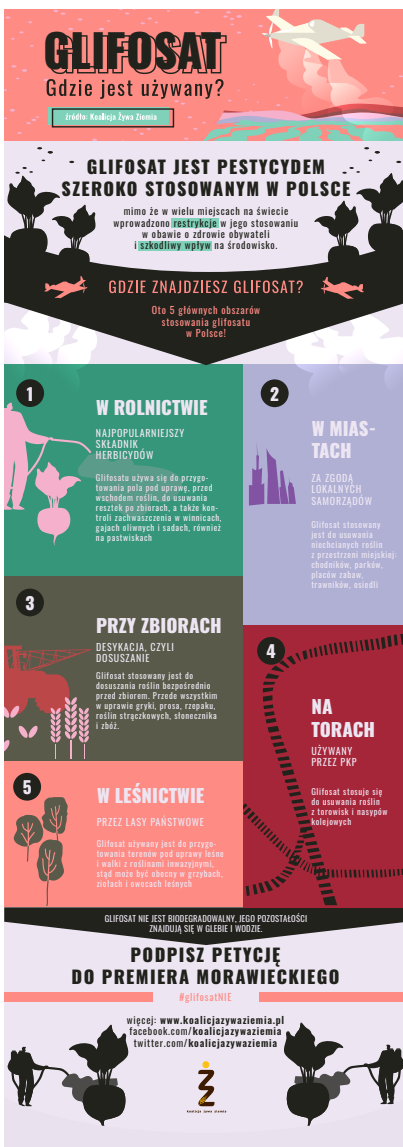 GLIFOSAT
Gdzie jest używany?
źródło: Koalicja Żywa Ziemia
GLIFOSAT JEST PESTYCYDEM
SZEROKO STOSOWANYM W POLSCE
mimo że w wielu miejscach na świecie
wprowadzono restrykcje w jego stosowaniu
w obawie o zdrowie obywateli
i szkodliwy wpływ na środowisko.
GDZIE ZNAJDZIESZ GLIFOSAT?
Oto 5 głównych obszarów
stosowania glifosatu
w Polsce!
1
W ROLNICTWIE
NAJPOPULARNIEJSZY
SKŁADNIK
HERBICYDÓW
Glifosatu używa się do przygo-
towania pola pod uprawę, przed
wschodem roślin, do usuwania
resztek po zbiorach, a także kon-
troli zachwaszczenia w winnicach,
gajach oliwnych i sadach, również
na pastwiskach
2
W MIAS-
TACH
ZA ZGODĄ
LOKALNYCH
SAMORZĄDÓW
Glifosat stosowany
jest do usuwania
niechcianych roślin
z przestrzeni miejskiej:
chodników, parków,
placów zabaw,
trawników, osiedli
3
PRZY ZBIORACH
DESYKACJA, CZYLI
DOSUSZANIE
Glifosat stosowany jest do
dosuszania roślin bezpośrednio
przed zbiorem. Przede wszystkim
w uprawie gryki, prosa, rzepaku,
roślin strączkowych, słonecznika
i zbóż.
4
NA
TORACH
UŻYWANY
PRZEZ PKP
Glifosat stosuje się
do usuwania roślin
z torowisk i nasypów
kolejowych
5
W LEŚNICTWIE
PRZEZ LASY PAŃSTWOWE
Glifosat używany jest do przygo-
towania terenów pod uprawy leśne
i walki z roślinami inwazyjnymi,
stąd może być obecny w grzybach,
ziołach i owocach leśnych
GLIFOSAT NIE JEST BIODEGRADOWALNY, JEGO POZOSTAŁOŚCI
ZNAJDUJĄ SIĘ W GLEBIE I WODZIE.
PODPISZ PETYCJĘ
DO PREMIERA MORAWIECKIEGO
#glifosatNIE
więcej: www.koalicjazywaziemia.pl
facebook.com/koalicjazywaziemia
twitter.com/koalicjazywaziemia
koalicja żywa ziemia